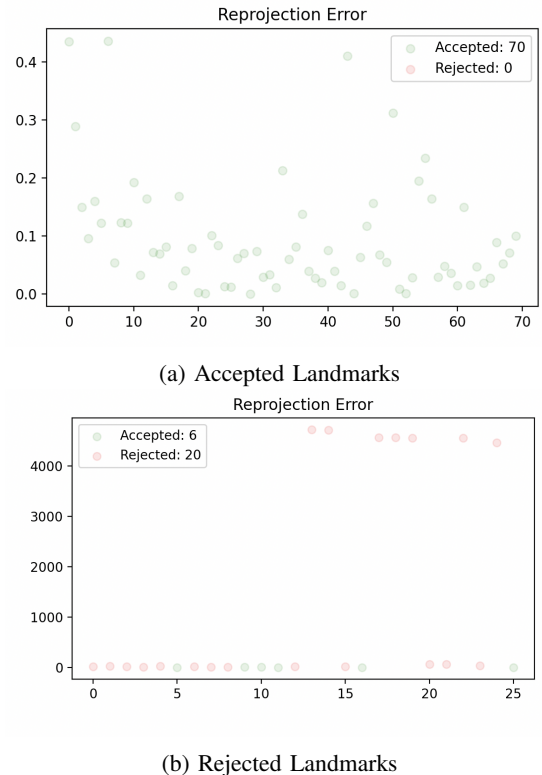 Reprojection Error
Accepted: 70
Rejected: 0
0.4
0.3
0.2
0.1
0.0
0 10 20 30 40 50 60 70
(a) Accepted Landmarks
Reprojection Error
Accepted: 6
Rejected: 20
4000
3000
2000
1000
0
0 5 10 15 20 25
(b) Rejected Landmarks